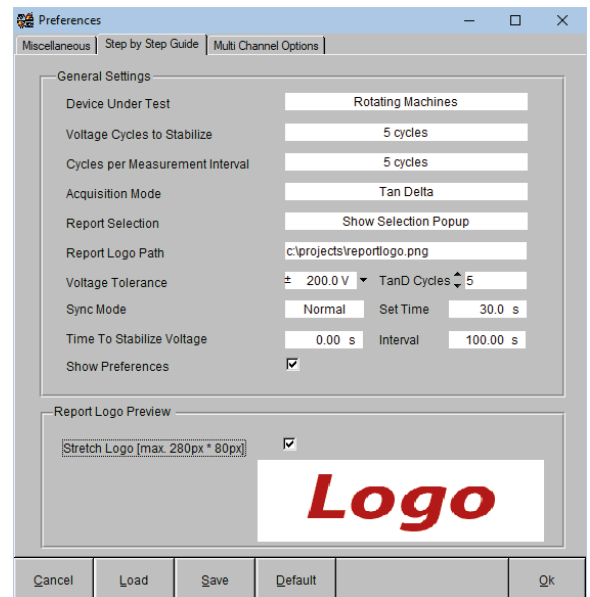 Preferences
Miscellaneous Step by Step Guide Multi Channel Options
General Settings
Device Under Test Rotating Machines
Voltage Cycles to Stabilize 5 cycles
Cycles per Measurement Interval 5 cycles
Acquisition Mode Tan Delta
Report Selection Show Selection Popup
Report Logo Path c:\projects\reportlogo.png
Voltage Tolerance ± 200.0 V TanD Cycles 5
Sync Mode Normal Set Time 30.0 s
Time To Stabilize Voltage 0.00 s Interval 100.00 s
Show Preferences
Report Logo Preview
Stretch Logo [max. 280px * 80px]
Logo
Cancel Load Save Default Ok